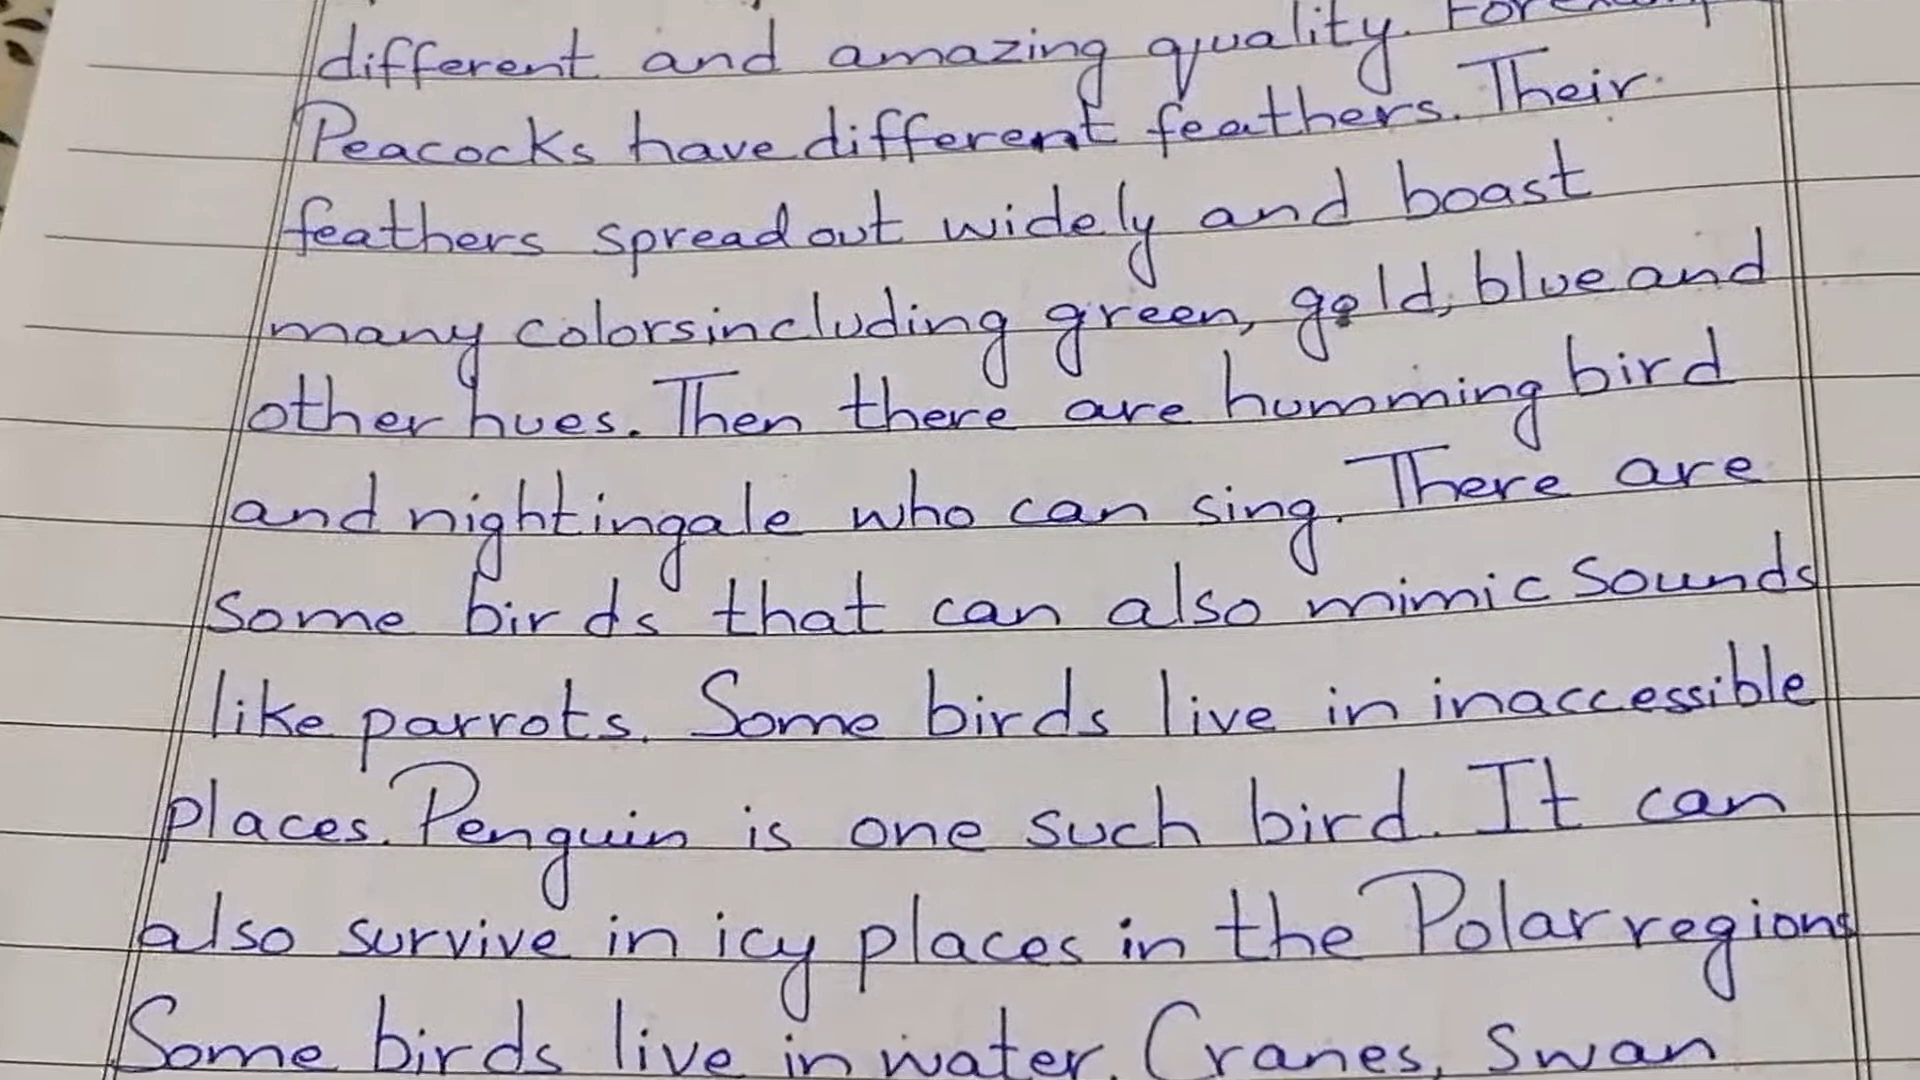 different and amazing quality. For
Peacocks have different feathers. Their
feathers spread out widely and boast
many colors including green, gold, blue and
other hues. Then there are humming bird
and nightingale who can sing. There are
some birds that can also mimic sounds
like parrots. Some birds live in inaccessible
places. Penguin is one such bird. It can
also survive in icy places in the Polar regions
Some birds live in water. Cranes, Swan